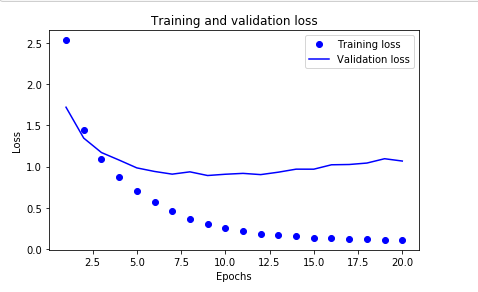 Training and validation loss
Training loss
Validation loss
2.5
2.0
1.5
1.0
0.5
0.0
Loss
2.5 5.0 7.5 10.0 12.5 15.0 17.5 20.0
Epochs